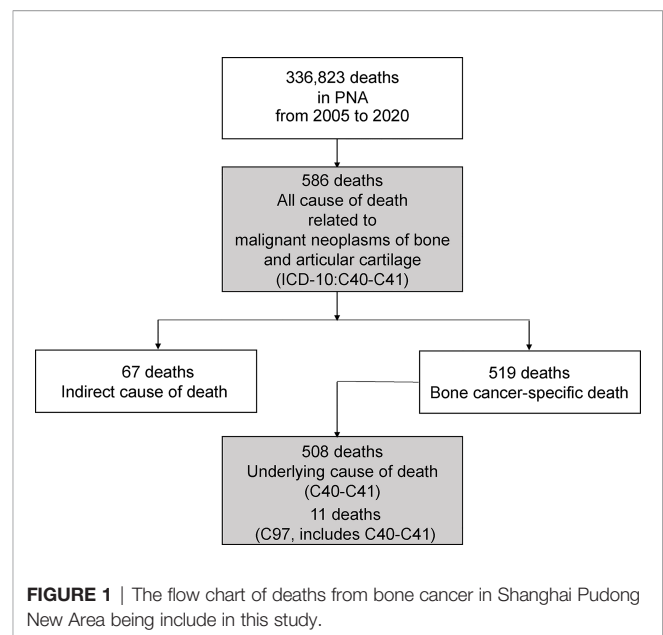 336,823 deaths
in PNA
from 2005 to 2020
586 deaths
All cause of death
related to
malignant neoplasms of bone
and articular cartilage
(ICD-10:C40-C41)
67 deaths
Indirect cause of death
519 deaths
Bone cancer-specific death
508 deaths
Underlying cause of death
(C40-C41)
11 deaths
(C97, includes C40-C41)
FIGURE 1 | The flow chart of deaths from bone cancer in Shanghai Pudong
New Area being include in this study.